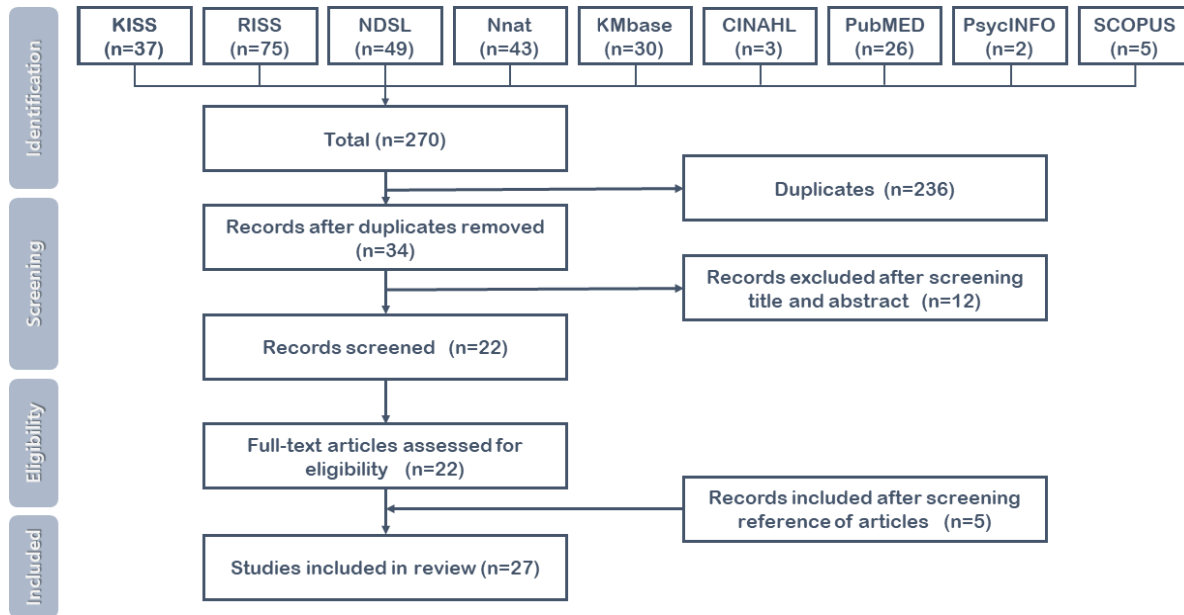 Identification
KISS
(n=37)
RISS
(n=75)
NDSL
(n=49)
Nnat
(n=43)
KMbase
(n=30)
CINAHL
(n=3)
PubMED
(n=26)
PsycINFO
(n=2)
SCOPUS
(n=5)
Total (n=270)
Duplicates (n=236)
Screening
Records after duplicates removed
(n=34)
Records excluded after screening
title and abstract (n=12)
Records screened (n=22)
Eligibility
Full-text articles assessed for
eligibility (n=22)
Records included after screening
reference of articles (n=5)
Included
Studies included in review (n=27)